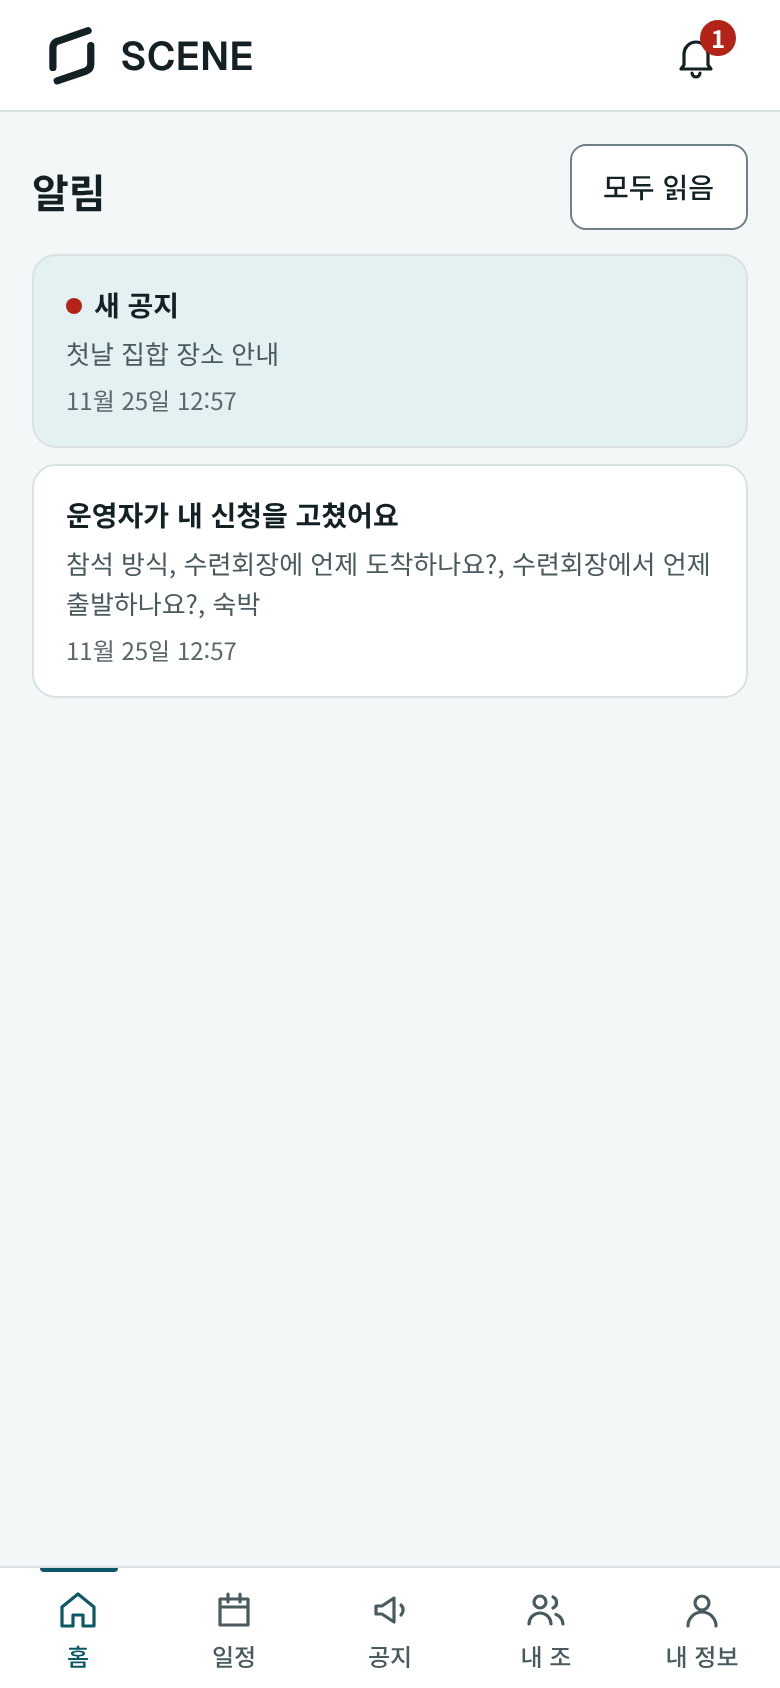 SCENE
1
알림
모두 읽음
새 공지
첫날 집합 장소 안내
11월 25일 12:57
운영자가 내 신청을 고쳤어요
참석 방식, 수련회장에 언제 도착하나요?, 수련회장에서 언제
출발하나요?, 숙박
11월 25일 12:57
홈
일정
공지
내 조
내 정보